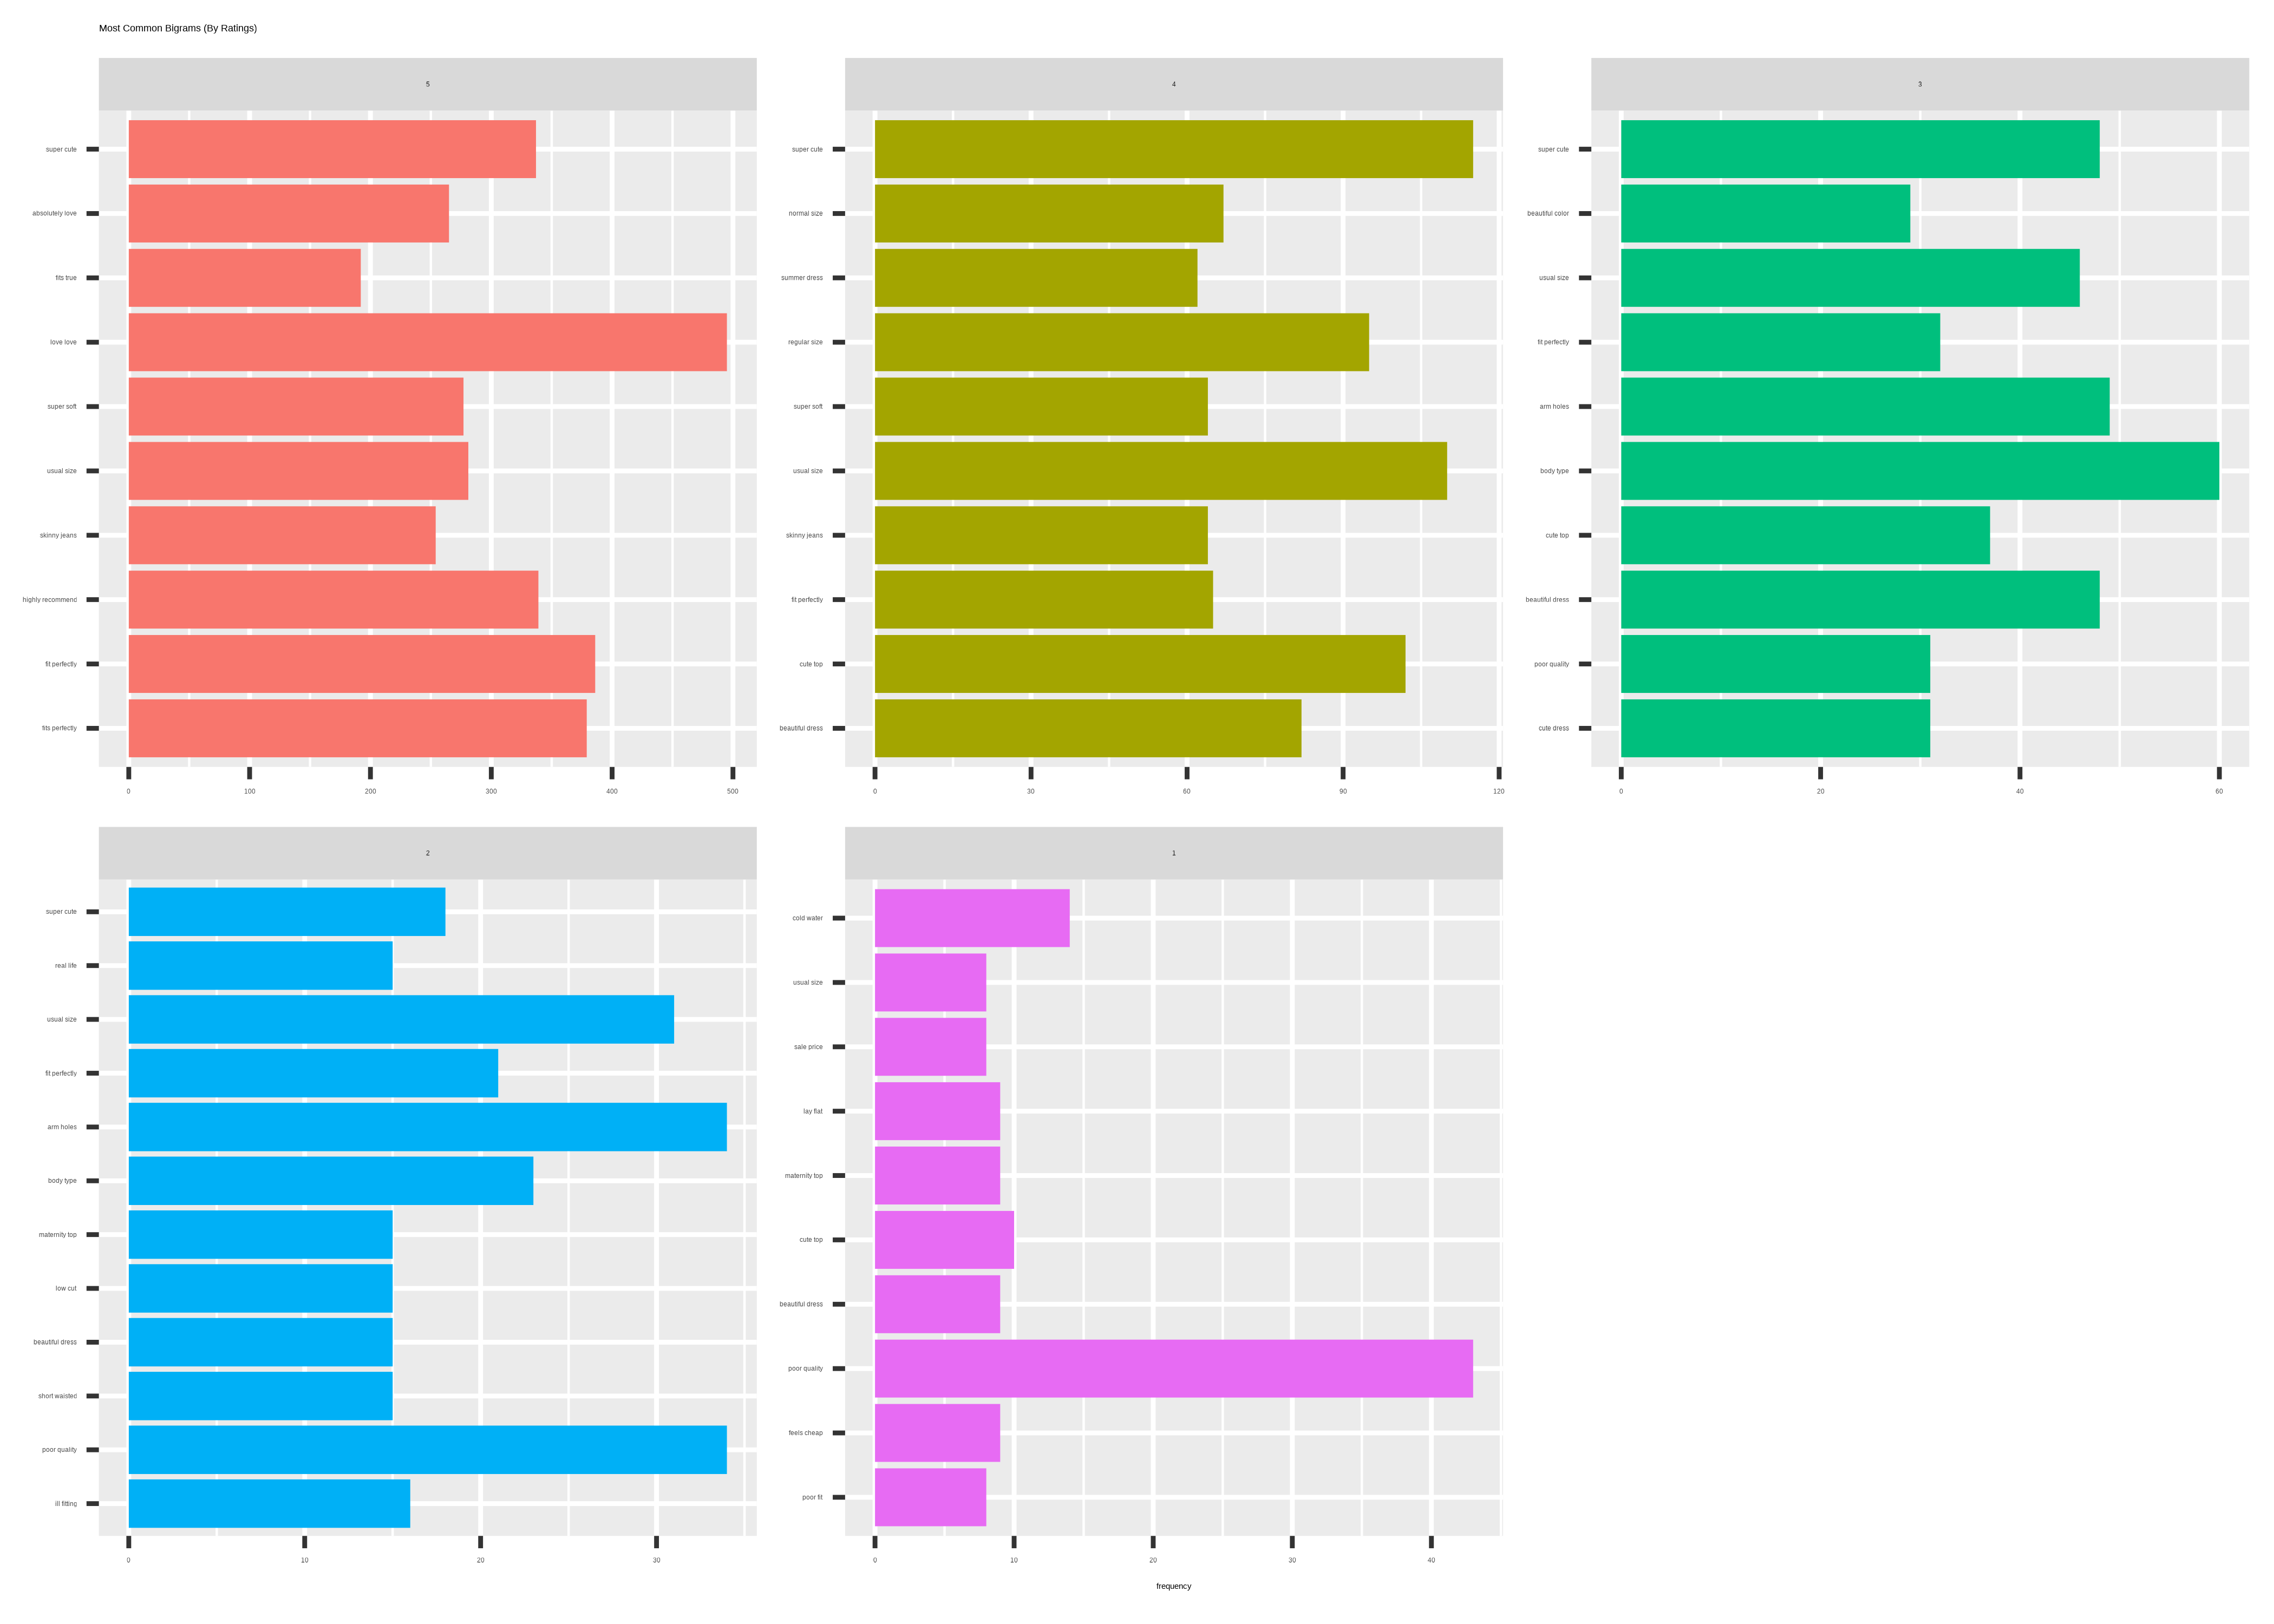 Most Common Bigrams (By Ratings)
5
super cute
absolutely love
fits true
love love
super soft
usual size
skinny jeans
highly recommend
fit perfectly
fits perfectly
0 100 200 300 400 500
4
super cute
normal size
summer dress
regular size
super soft
usual size
skinny jeans
fit perfectly
cute top
beautiful dress
0 30 60 90 120
3
super cute
beautiful color
usual size
fit perfectly
arm holes
body type
cute top
beautiful dress
poor quality
cute dress
0 20 40 60
2
super cute
real life
usual size
fit perfectly
arm holes
body type
maternity top
low cut
beautiful dress
short waisted
poor quality
ill fitting
0 10 20 30
1
cold water
usual size
sale price
lay flat
maternity top
cute top
beautiful dress
poor quality
feels cheap
poor fit
0 10 20 30 40
frequency